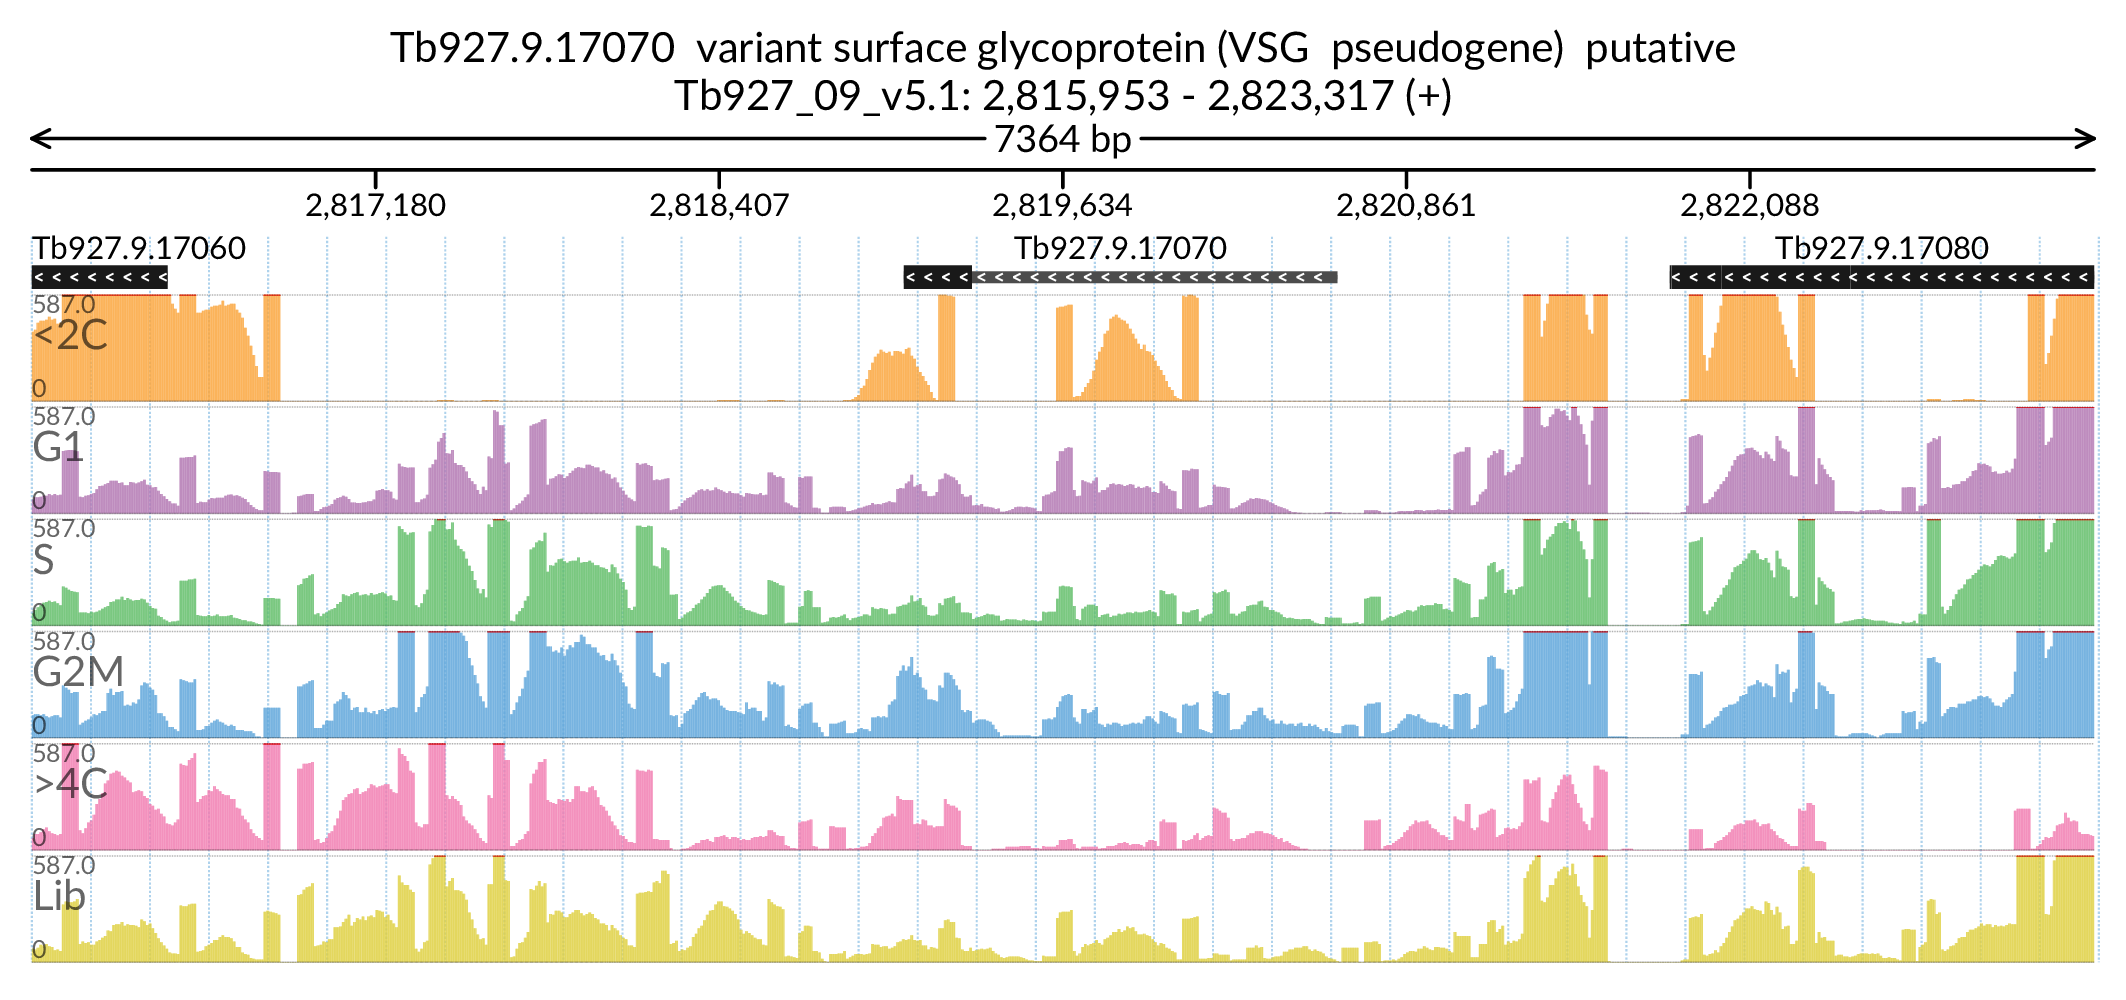 Tb927.9.17070  variant surface glycoprotein (VSG  pseudogene)  putative
Tb927_09_v5.1: 2,815,953 - 2,823,317 (+)
7364 bp
2,817,180 2,818,407 2,819,634 2,820,861 2,822,088
Tb927.9.17060 Tb927.9.17070 Tb927.9.17080
587.0
<2C
0
587.0
G1
0
587.0
S
0
587.0
G2M
0
587.0
>4C
0
587.0
Lib
0